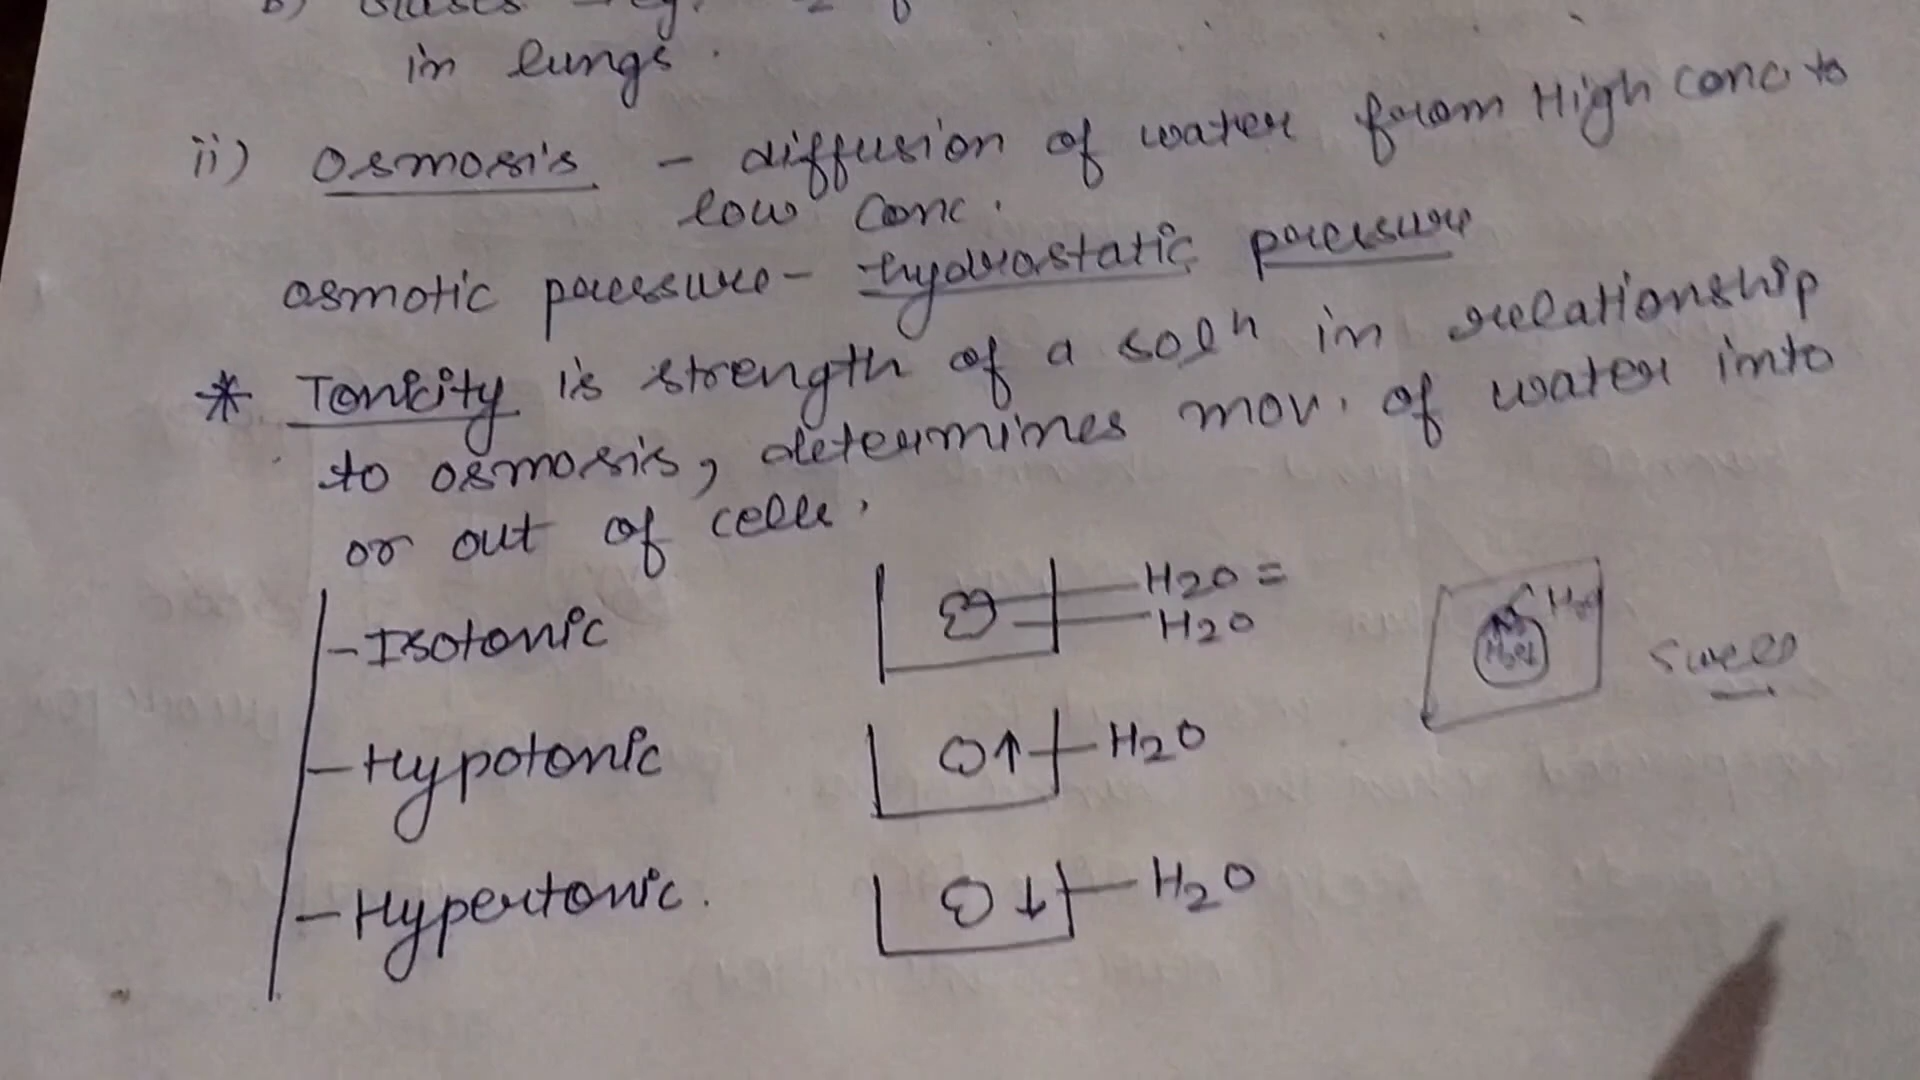 in lungs.
ii) Osmosis - diffusion of water from High conc to
low conc.
osmotic pressure - hydrostatic pressure
* Tonicity is strength of a solⁿ in relationship
to osmosis, determines mov. of water into
or out of cell.
- Isotonic
H2O =
H2O
- Hypotonic
↑ H2O
- Hypertonic.
↓ H2O
swell